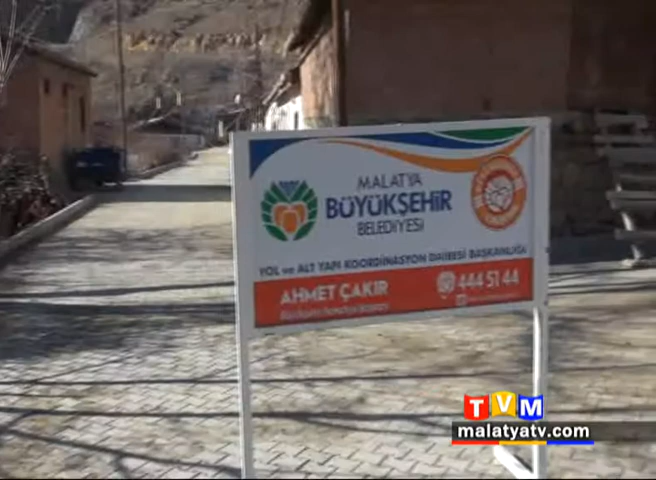 MALATYA
BÜYÜKŞEHİR
BELEDİYESİ
YOL ve ALT YAPI KOORDİNASYON DAİRESİ BAŞKANLIĞI
AHMET ÇAKIR
444 51 44
TVM
malatyatv.com